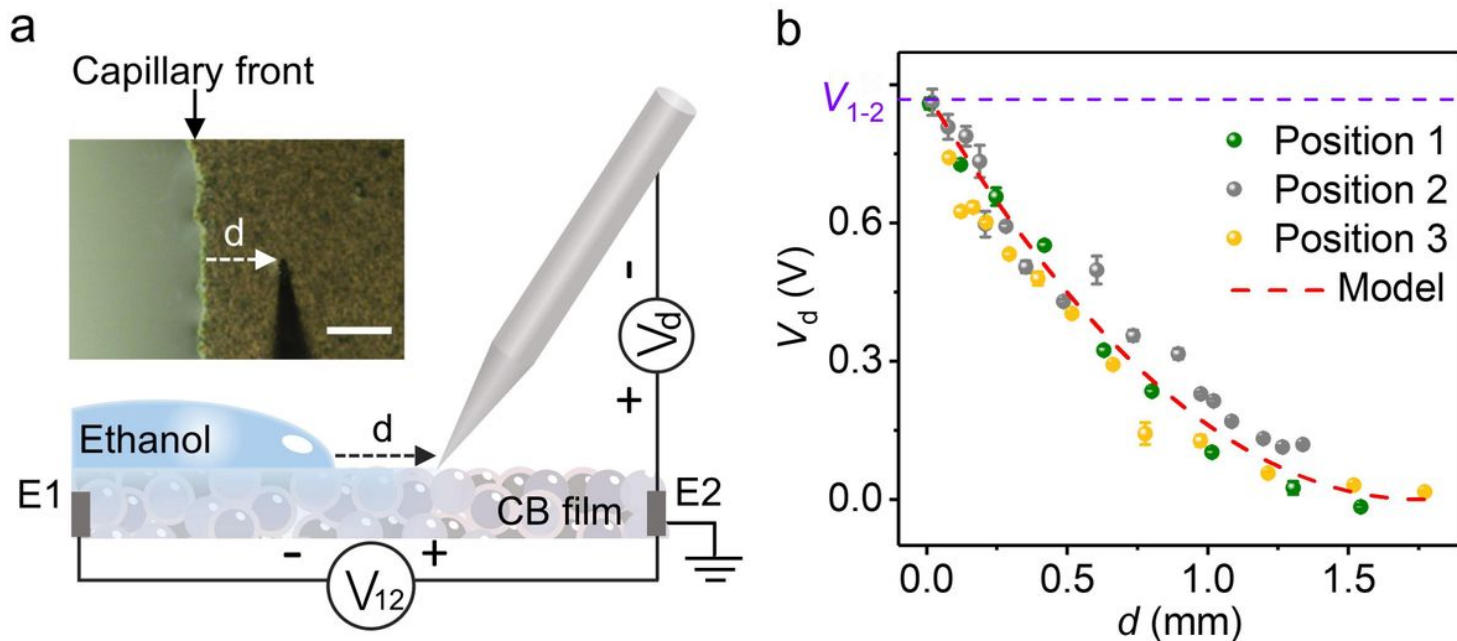 a
Capillary front
d
Ethanol
d
E1
CB film
E2
-
Vd
+
-
V12
+
b
V1-2
Position 1
Position 2
Position 3
Model
0.6
0.3
0.0
Vd (V)
0.0 0.5 1.0 1.5
d (mm)